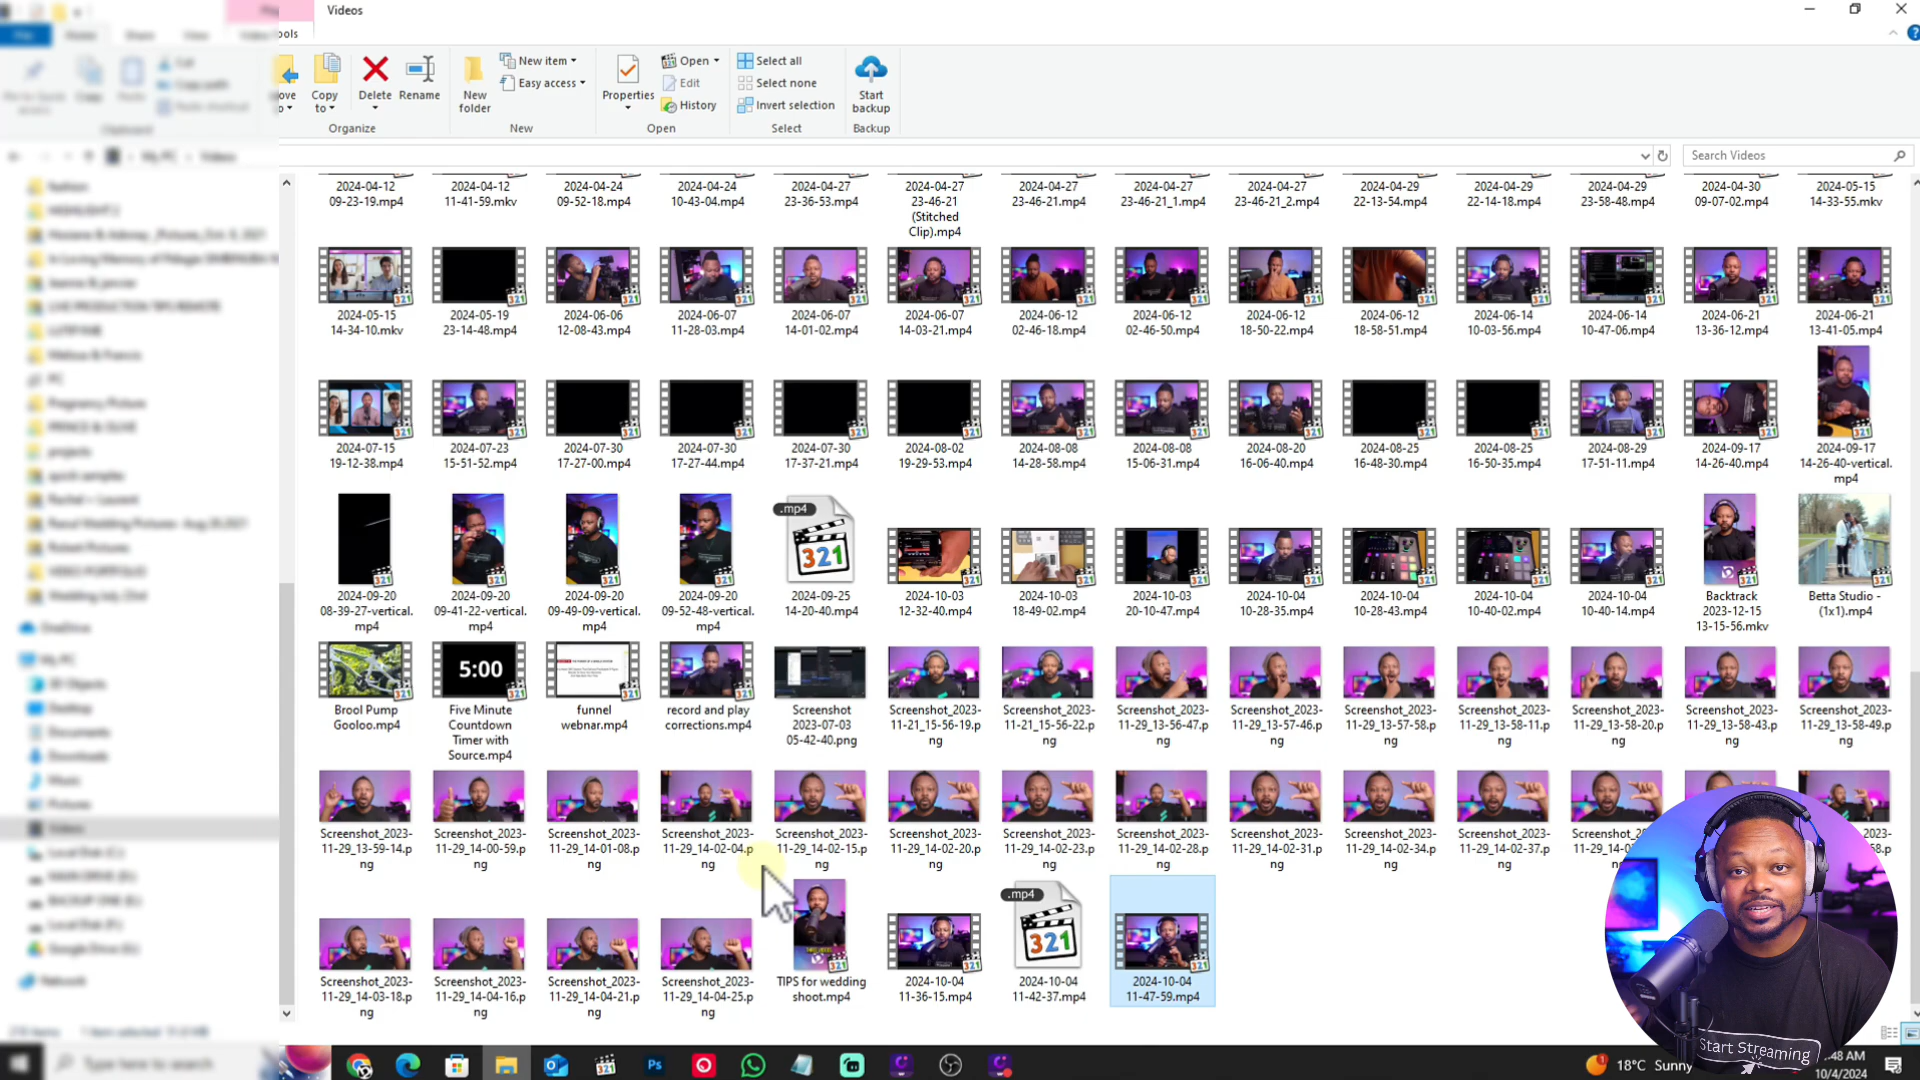 Videos
ools
ove
to
Copy
to
Delete
Rename
New
folder
New item
Easy access
Properties
Open
Edit
History
Select all
Select none
Invert selection
Start
backup
Organize
New
Open
Select
Backup
Search Videos
2024-04-12
09-23-19.mp4
2024-04-12
11-41-59.mkv
2024-04-24
09-52-18.mp4
2024-04-24
10-43-04.mp4
2024-04-27
23-36-53.mp4
2024-04-27
23-46-21
(Stitched
Clip).mp4
2024-04-27
23-46-21.mp4
2024-04-27
23-46-21_1.mp4
2024-04-27
23-46-21_2.mp4
2024-04-29
22-13-54.mp4
2024-04-29
22-14-18.mp4
2024-04-29
23-58-48.mp4
2024-04-30
09-07-02.mp4
2024-05-15
14-33-55.mkv
2024-05-15
14-34-10.mkv
2024-05-19
23-14-48.mp4
2024-06-06
12-08-43.mp4
2024-06-07
11-28-03.mp4
2024-06-07
14-01-02.mp4
2024-06-07
14-03-21.mp4
2024-06-12
02-46-18.mp4
2024-06-12
02-46-50.mp4
2024-06-12
18-50-22.mp4
2024-06-12
18-58-51.mp4
2024-06-14
10-03-56.mp4
2024-06-14
10-47-06.mp4
2024-06-21
13-36-12.mp4
2024-06-21
13-41-05.mp4
2024-07-15
19-12-38.mp4
2024-07-23
15-51-52.mp4
2024-07-30
17-27-00.mp4
2024-07-30
17-27-44.mp4
2024-07-30
17-37-21.mp4
2024-08-02
19-29-53.mp4
2024-08-08
14-28-58.mp4
2024-08-08
15-06-31.mp4
2024-08-20
16-06-40.mp4
2024-08-25
16-48-30.mp4
2024-08-25
16-50-35.mp4
2024-08-29
17-51-11.mp4
2024-09-17
14-26-40.mp4
2024-09-17
14-26-40-vertical.
mp4
2024-09-20
08-39-27-vertical.
mp4
2024-09-20
09-41-22-vertical.
mp4
2024-09-20
09-49-09-vertical.
mp4
2024-09-20
09-52-48-vertical.
mp4
.mp4
321
2024-09-25
14-20-40.mp4
2024-10-03
12-32-40.mp4
2024-10-03
18-49-02.mp4
2024-10-03
20-10-47.mp4
2024-10-04
10-28-35.mp4
2024-10-04
10-28-43.mp4
2024-10-04
10-40-02.mp4
2024-10-04
10-40-14.mp4
Backtrack
2023-12-15
13-15-56.mkv
Betta Studio -
(1x1).mp4
Brool Pump
Gooloo.mp4
5:00
Five Minute
Countdown
Timer with
Source.mp4
funnel
webnar.mp4
record and play
corrections.mp4
Screenshot
2023-07-03
05-42-40.png
Screenshot_2023-
11-21_15-56-19.p
ng
Screenshot_2023-
11-21_15-56-22.p
ng
Screenshot_2023-
11-29_13-56-47.p
ng
Screenshot_2023-
11-29_13-57-46.p
ng
Screenshot_2023-
11-29_13-57-58.p
ng
Screenshot_2023-
11-29_13-58-11.p
ng
Screenshot_2023-
11-29_13-58-20.p
ng
Screenshot_2023-
11-29_13-58-43.p
ng
Screenshot_2023-
11-29_13-58-49.p
ng
Screenshot_2023-
11-29_13-59-14.p
ng
Screenshot_2023-
11-29_14-00-59.p
ng
Screenshot_2023-
11-29_14-01-08.p
ng
Screenshot_2023-
11-29_14-02-04.p
ng
Screenshot_2023-
11-29_14-02-15.p
ng
Screenshot_2023-
11-29_14-02-20.p
ng
Screenshot_2023-
11-29_14-02-23.p
ng
Screenshot_2023-
11-29_14-02-28.p
ng
Screenshot_2023-
11-29_14-02-31.p
ng
Screenshot_2023-
11-29_14-02-34.p
ng
Screenshot_2023-
11-29_14-02-37.p
ng
Screenshot_2023-
11-29_14-03-18.p
ng
Screenshot_2023-
11-29_14-04-16.p
ng
Screenshot_2023-
11-29_14-04-21.p
ng
Screenshot_2023-
11-29_14-04-25.p
ng
TIPS for wedding
shoot.mp4
2024-10-04
11-36-15.mp4
.mp4
321
2024-10-04
11-42-37.mp4
2024-10-04
11-47-59.mp4
Start Streaming
Ps
18°C Sunny
:48 AM
10/4/2024